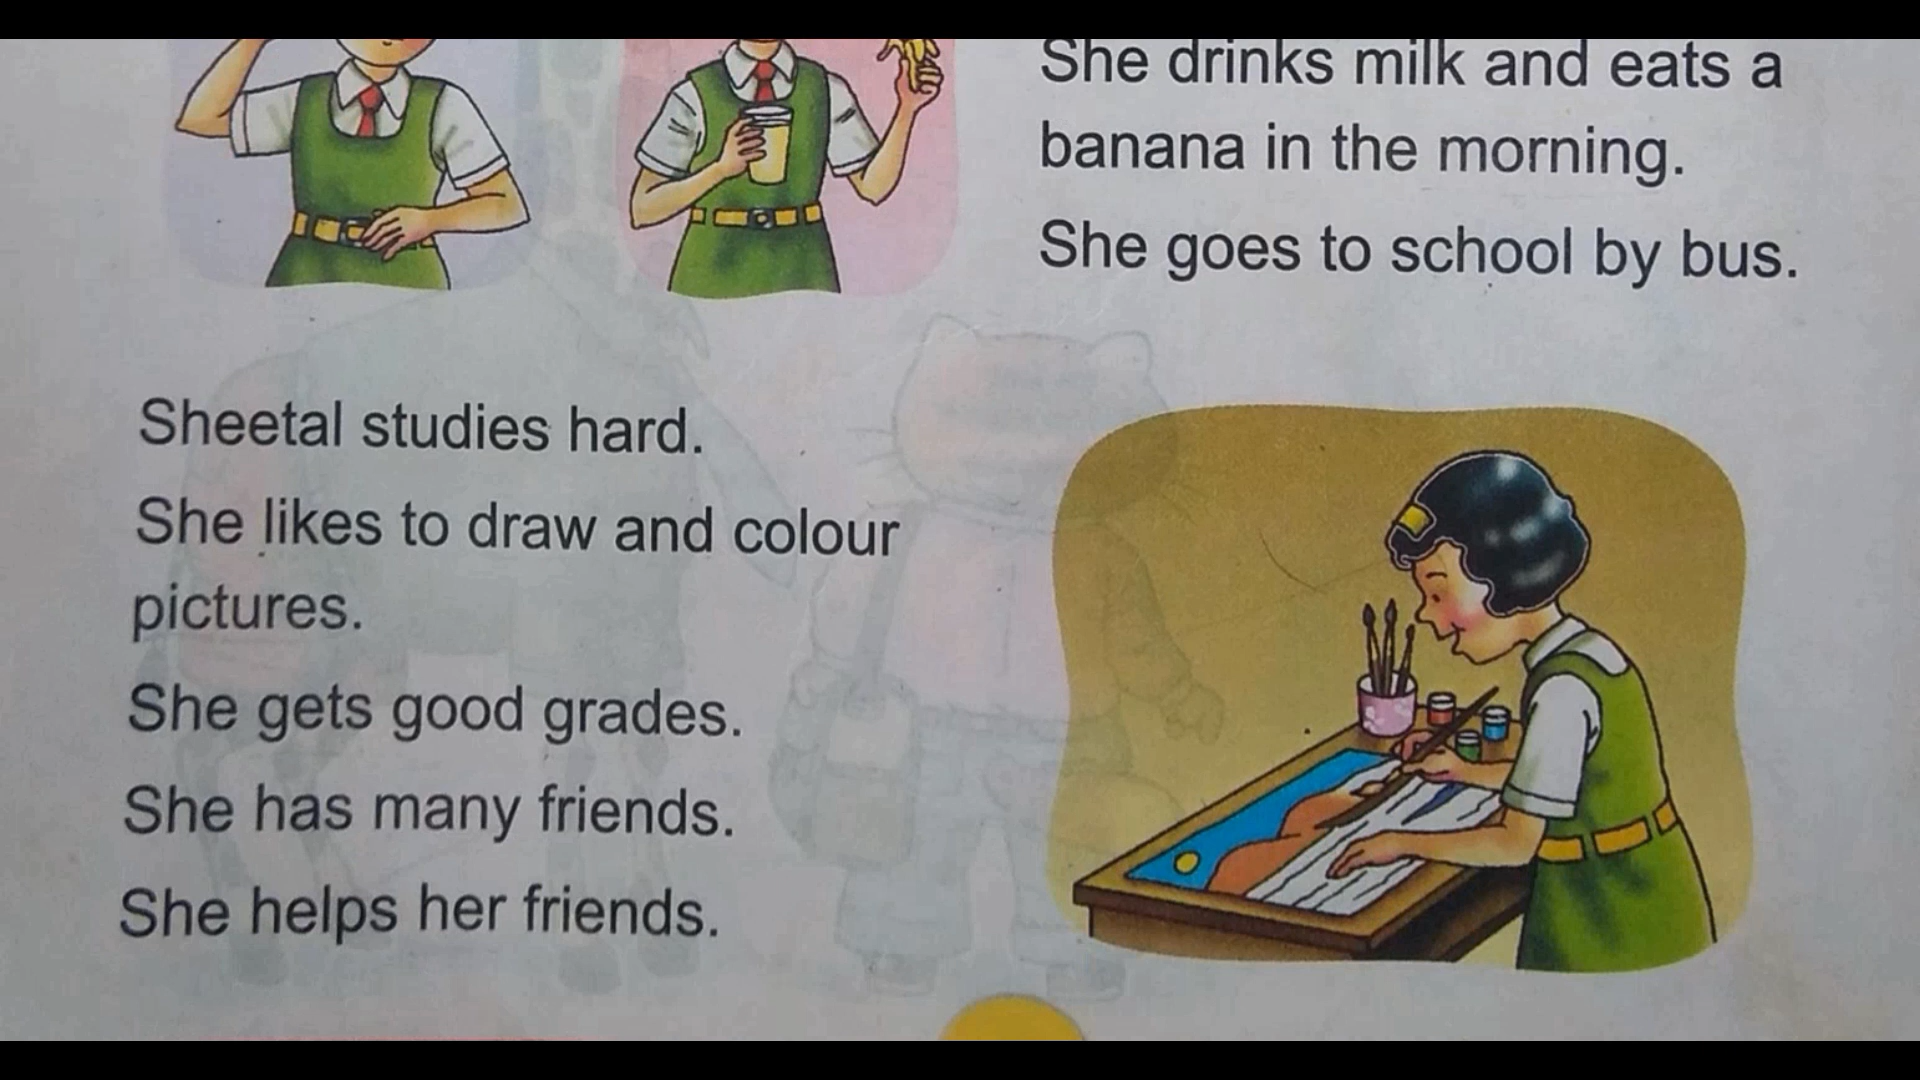 She drinks milk and eats a
banana in the morning.
She goes to school by bus.
Sheetal studies hard.
She likes to draw and colour
pictures.
She gets good grades.
She has many friends.
She helps her friends.